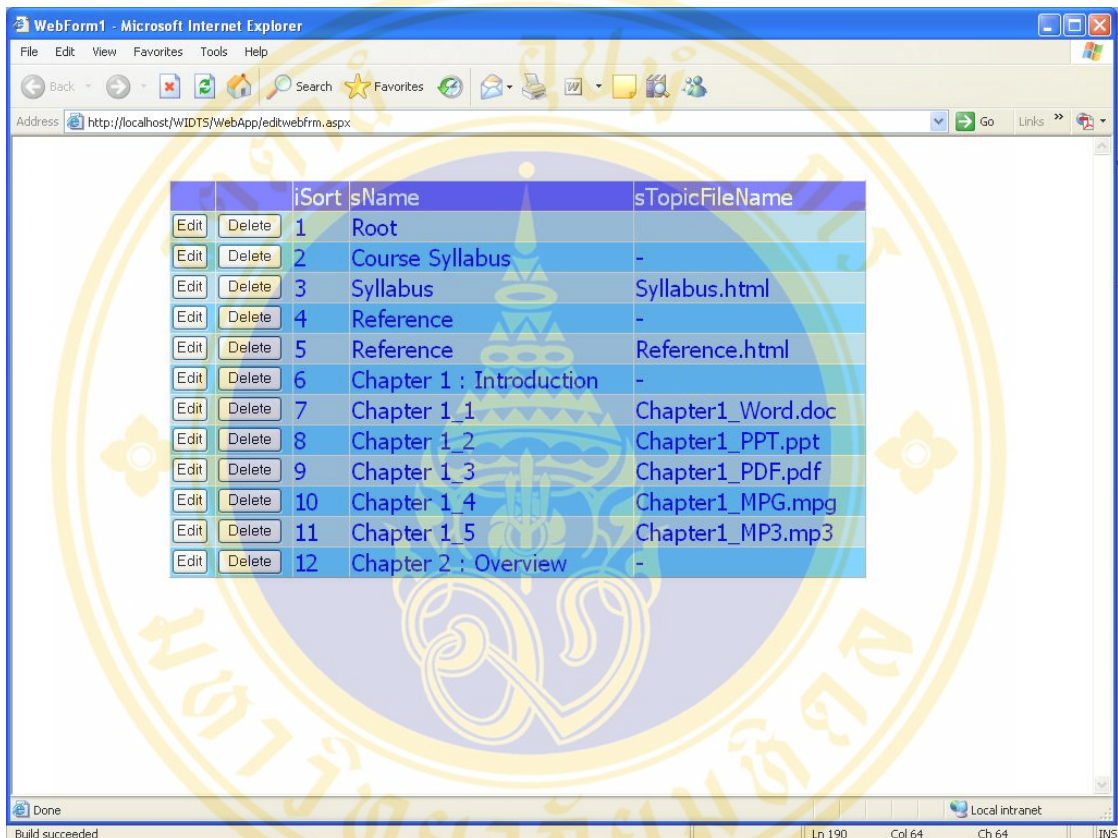 WebForm1 - Microsoft Internet Explorer
File Edit View Favorites Tools Help
Back Search Favorites
Address http://localhost/WIDTS/WebApp/editwebfrm.aspx Go Links »
iSort sName sTopicFileName
Edit Delete 1 Root
Edit Delete 2 Course Syllabus -
Edit Delete 3 Syllabus Syllabus.html
Edit Delete 4 Reference -
Edit Delete 5 Reference Reference.html
Edit Delete 6 Chapter 1 : Introduction -
Edit Delete 7 Chapter 1_1 Chapter1_Word.doc
Edit Delete 8 Chapter 1_2 Chapter1_PPT.ppt
Edit Delete 9 Chapter 1_3 Chapter1_PDF.pdf
Edit Delete 10 Chapter 1_4 Chapter1_MPG.mpg
Edit Delete 11 Chapter 1_5 Chapter1_MP3.mp3
Edit Delete 12 Chapter 2 : Overview -
Done Local intranet
Build succeeded Ln 190 Col 64 Ch 64 INS